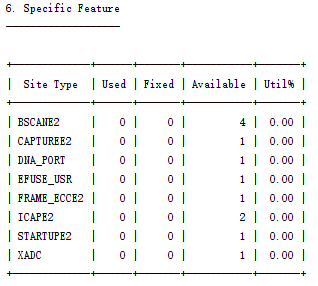 6. Specific Feature
-------------------
+-------------+------+-------+-----------+-------+
| Site Type | Used | Fixed | Available | Util% |
+-------------+------+-------+-----------+-------+
| BSCANE2 | 0 | 0 | 4 | 0.00 |
| CAPTUREE2 | 0 | 0 | 1 | 0.00 |
| DNA_PORT | 0 | 0 | 1 | 0.00 |
| EFUSE_USR | 0 | 0 | 1 | 0.00 |
| FRAME_ECCE2 | 0 | 0 | 1 | 0.00 |
| ICAPE2 | 0 | 0 | 2 | 0.00 |
| STARTUPE2 | 0 | 0 | 1 | 0.00 |
| XADC | 0 | 0 | 1 | 0.00 |
+-------------+------+-------+-----------+-------+